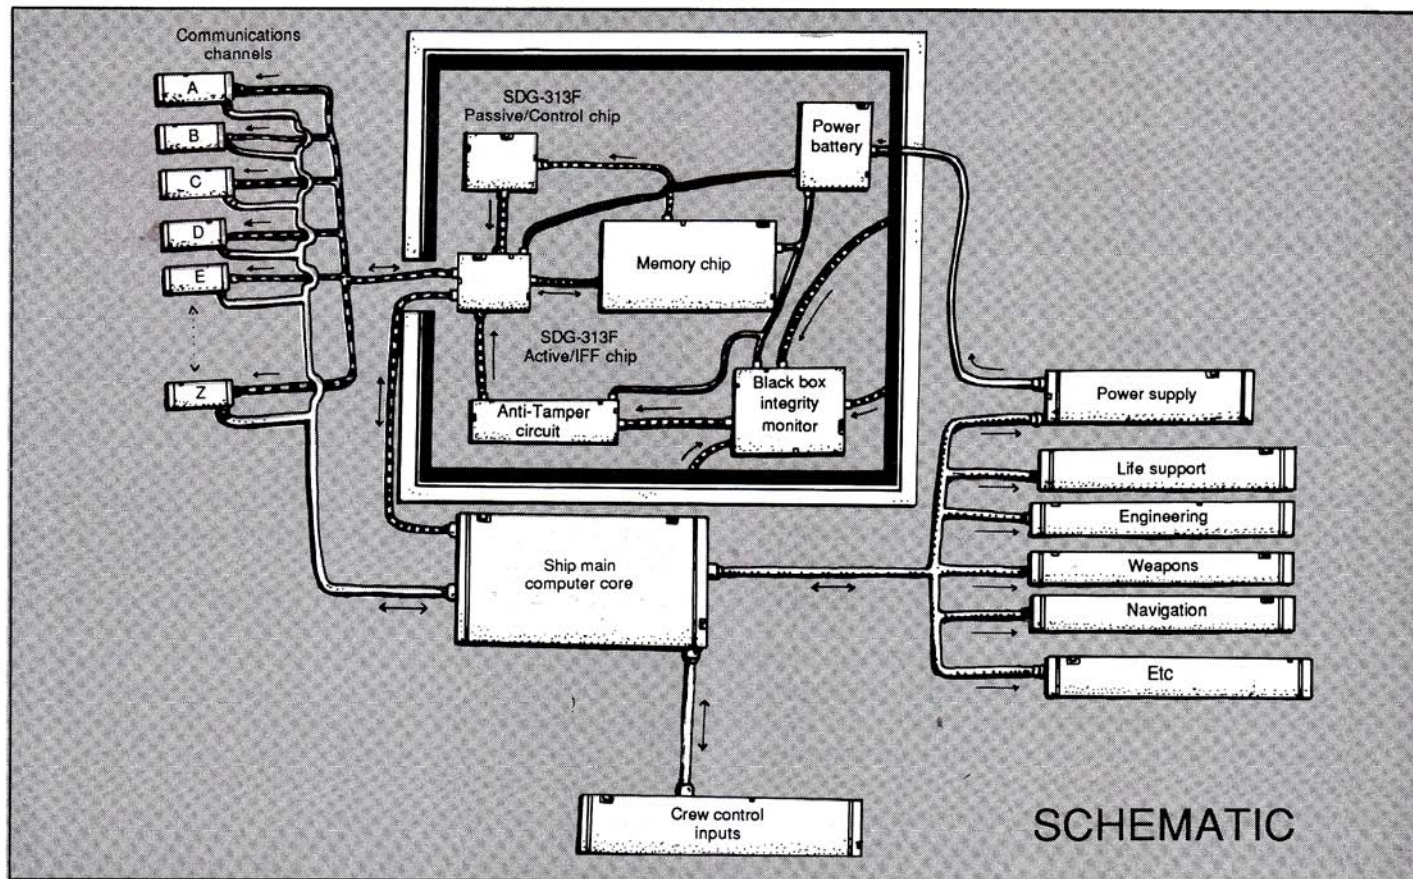 Communications
channels
A
B
C
D
E
Z
SDG-313F
Passive/Control chip
Power
battery
Memory chip
SDG-313F
Active/IFF chip
Anti-Tamper
circuit
Black box
integrity
monitor
Power supply
Life support
Engineering
Weapons
Navigation
Etc
Ship main
computer core
Crew control
inputs
SCHEMATIC